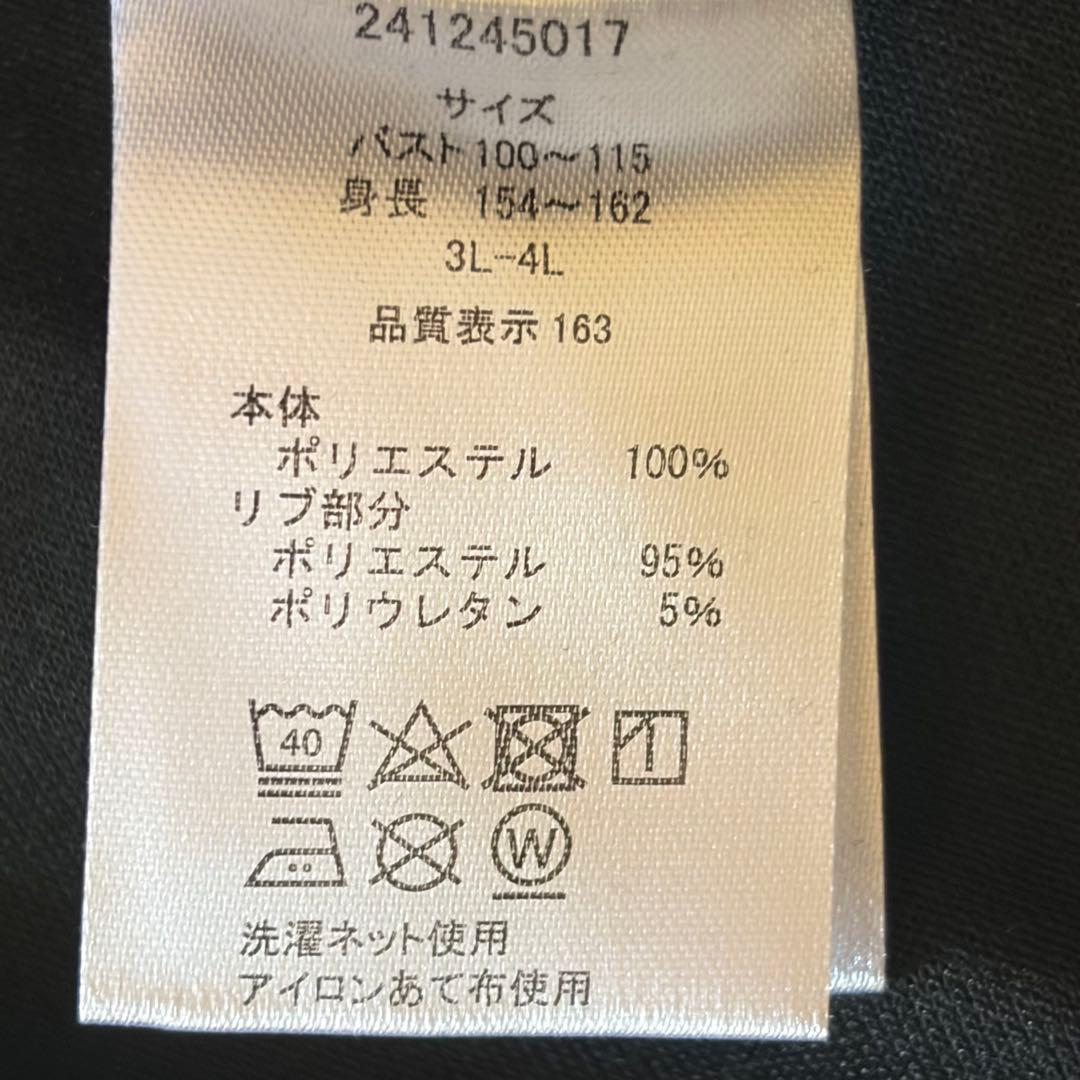 241245017
サイズ
バスト100～115
身長 154～162
3L-4L
品質表示163
本体
ポリエステル 100%
リブ部分
ポリエステル 95%
ポリウレタン 5%
40
W
洗濯ネット使用
アイロンあて布使用